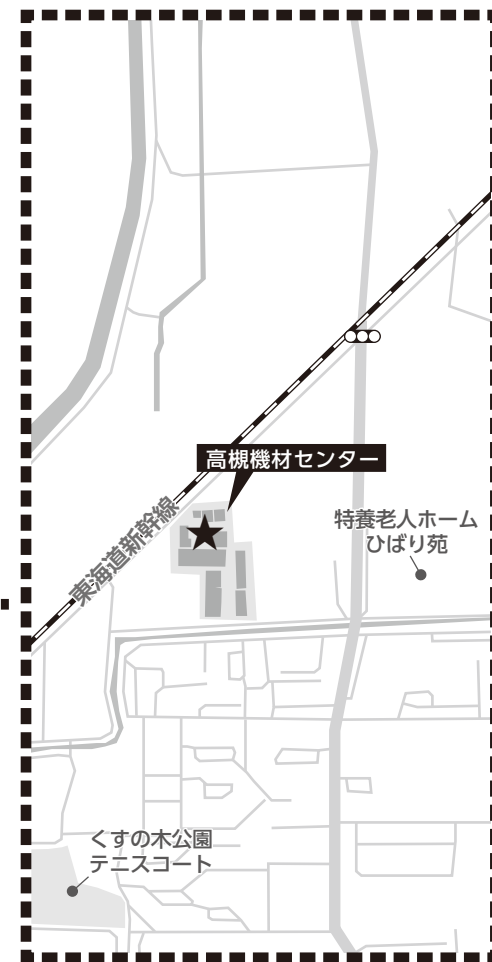 高槻機材センター
東海道新幹線
特養老人ホーム
ひばり苑
くすの木公園
テニスコート